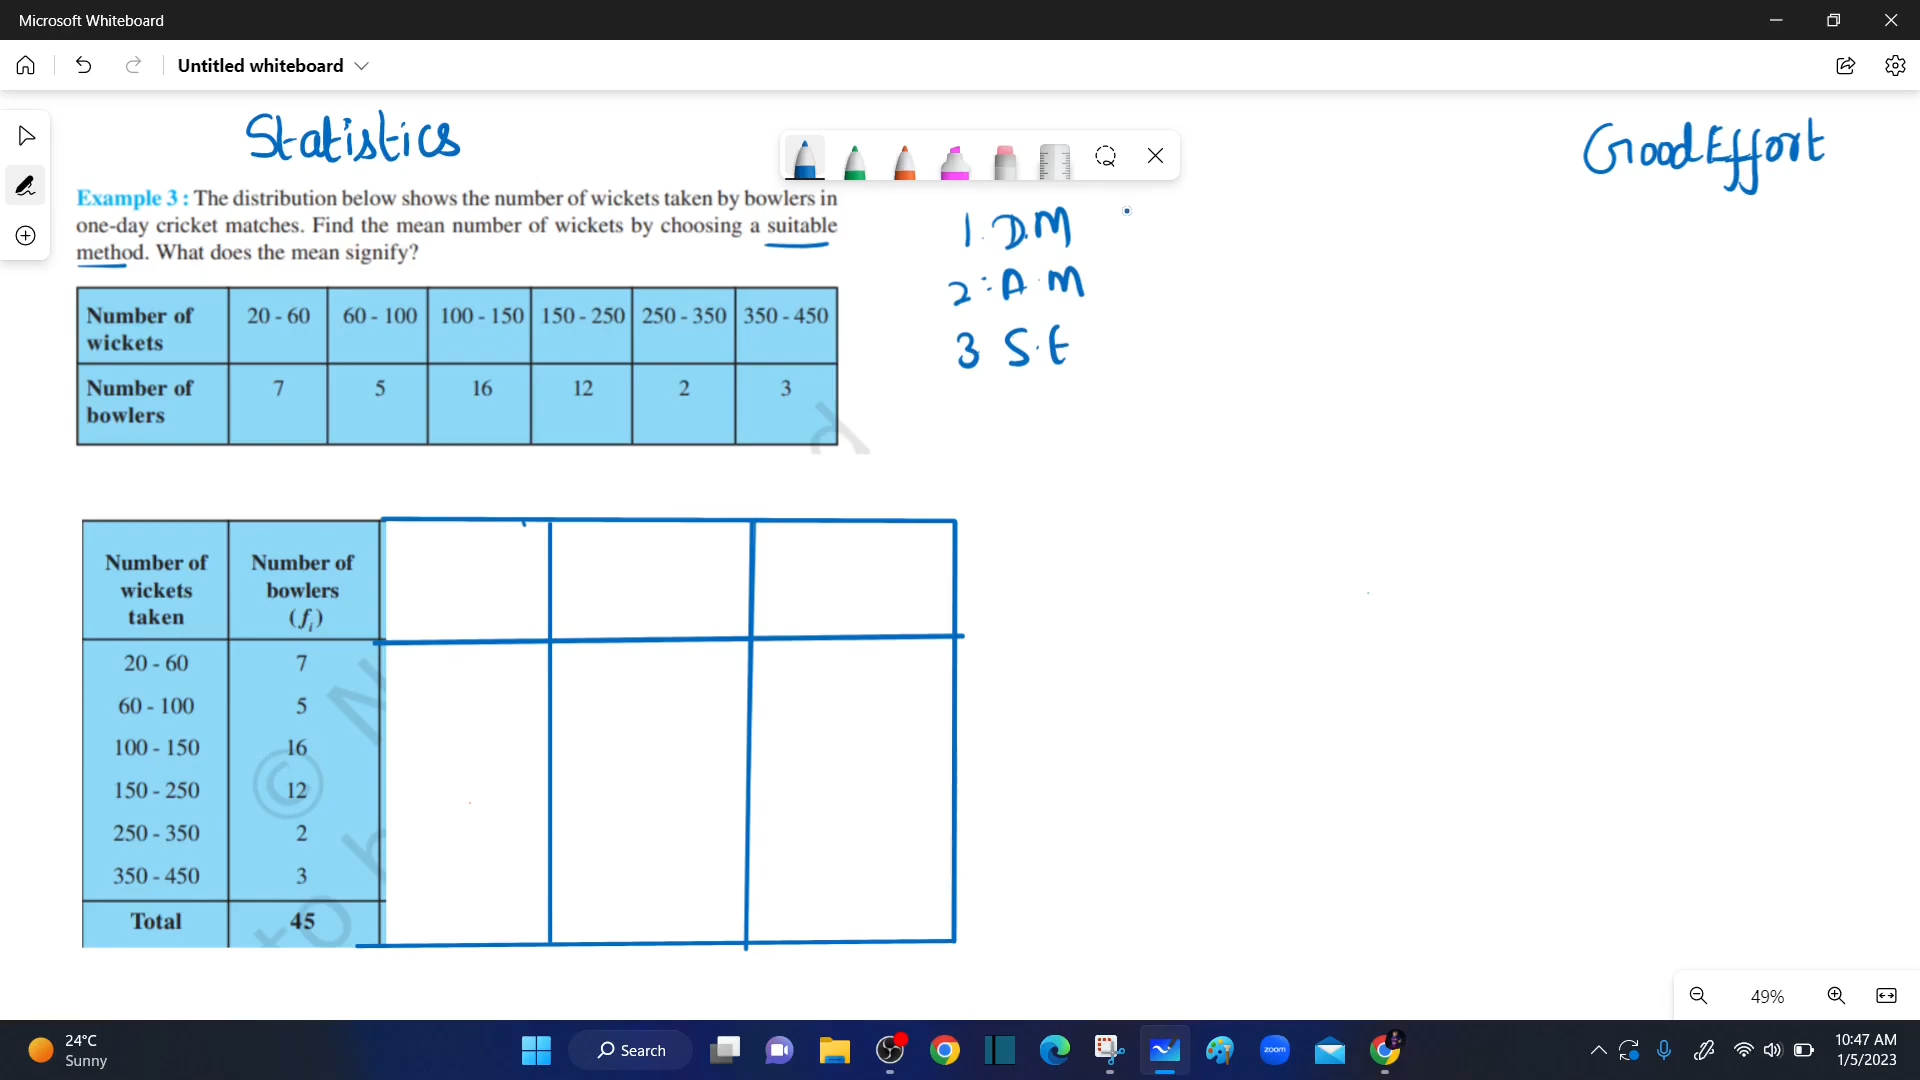 Microsoft Whiteboard
Untitled whiteboard
Statistics
GoodEffort
Example 3 : The distribution below shows the number of wickets taken by bowlers in
one-day cricket matches. Find the mean number of wickets by choosing a suitable
method. What does the mean signify?
1. D.M
2. A.M
3 S.E
Number of wickets 20 - 60 60 - 100 100 - 150 150 - 250 250 - 350 350 - 450
Number of bowlers 7 5 16 12 2 3
Number of wickets taken Number of bowlers (fi)
20 - 60 7
60 - 100 5
100 - 150 16
150 - 250 12
250 - 350 2
350 - 450 3
Total 45
49%
24°C
Sunny
Search
zoom
10:47 AM
1/5/2023